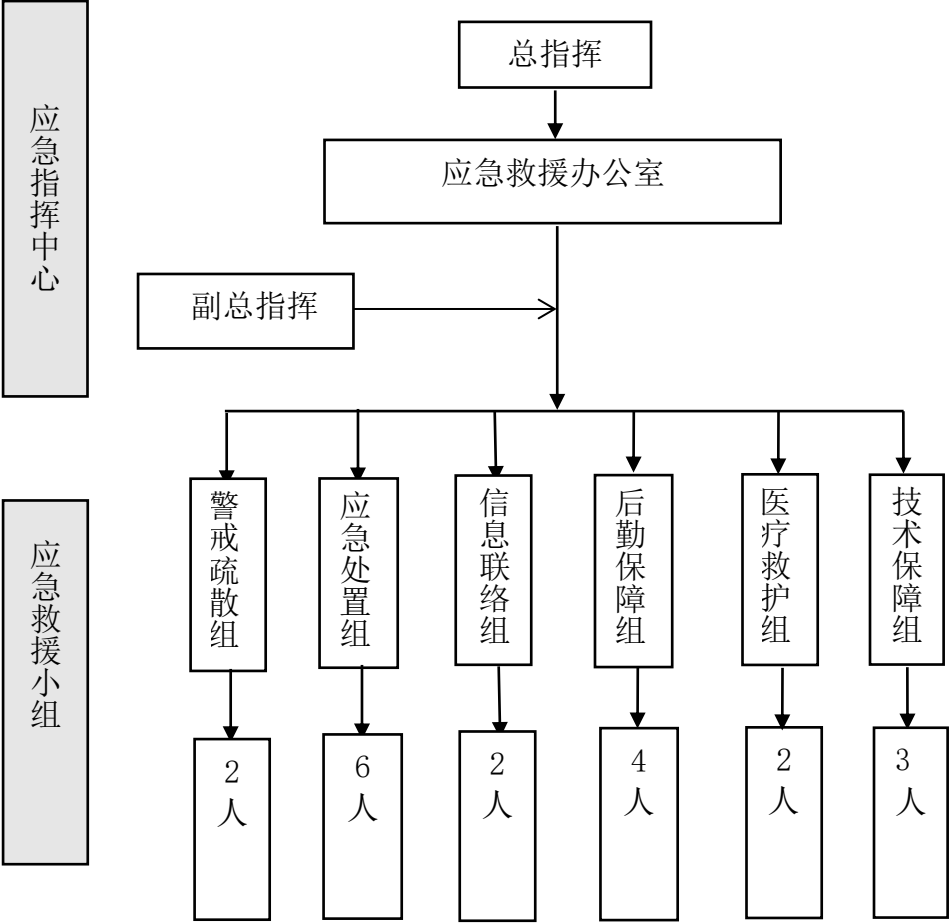 总指挥
应急救援办公室
应急指挥中心
副总指挥
警戒疏散组
应急处置组
信息联络组
后勤保障组
医疗救护组
技术保障组
应急救援小组
2人
6人
2人
4人
2人
3人